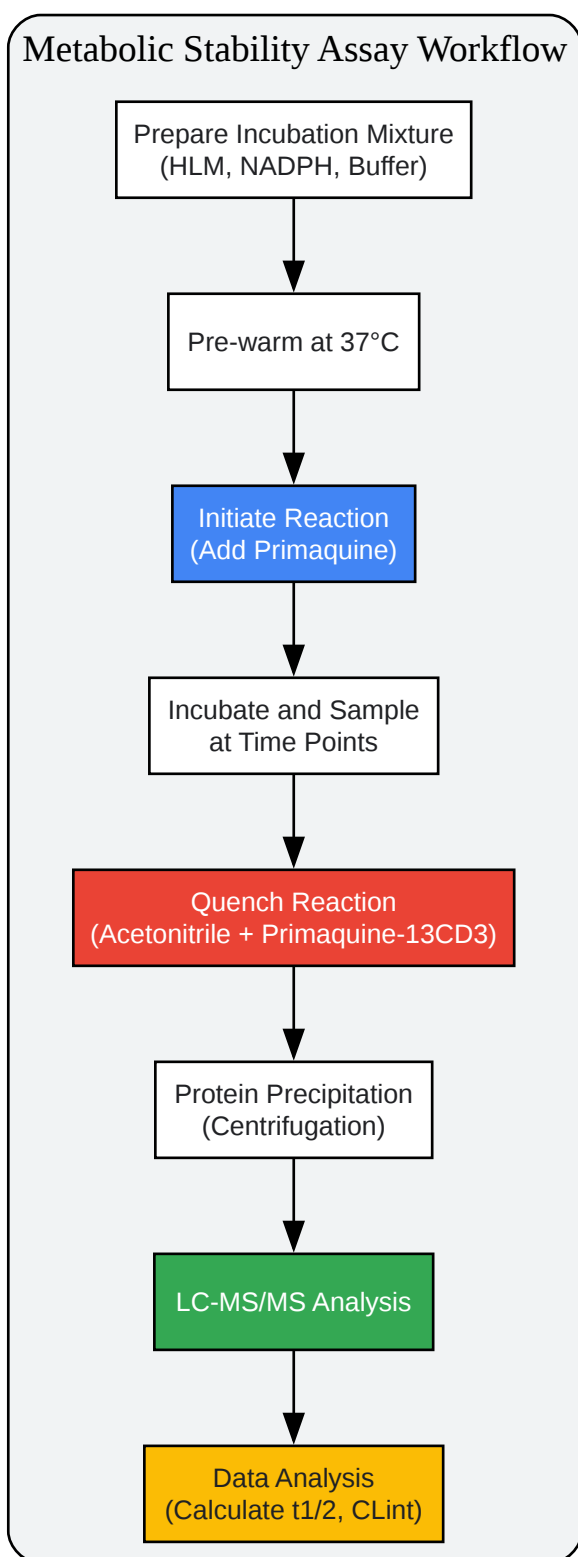 Metabolic Stability Assay Workflow
Prepare Incubation Mixture
(HLM, NADPH, Buffer)
Pre-warm at 37°C
Initiate Reaction
(Add Primaquine)
Incubate and Sample
at Time Points
Quench Reaction
(Acetonitrile + Primaquine-13CD3)
Protein Precipitation
(Centrifugation)
LC-MS/MS Analysis
Data Analysis
(Calculate t1/2, CLint)